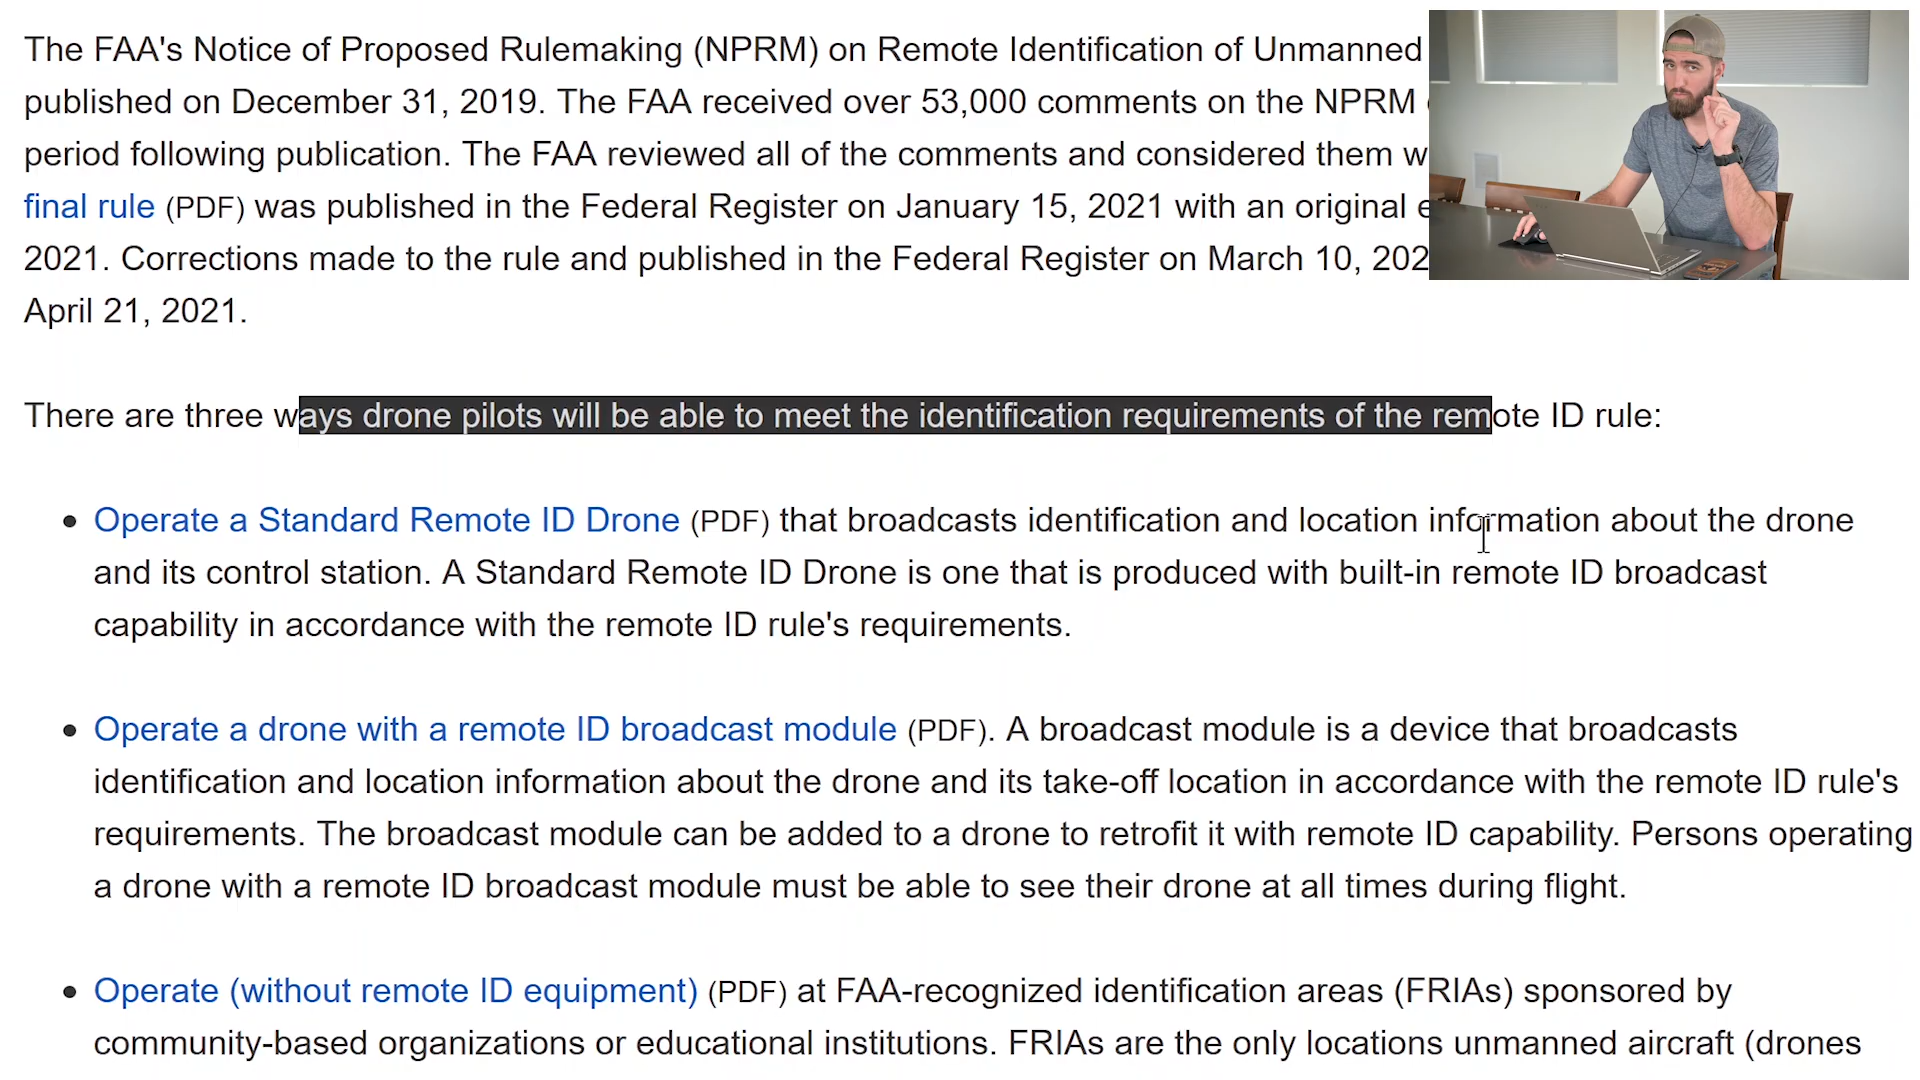 The FAA's Notice of Proposed Rulemaking (NPRM) on Remote Identification of Unmanned
published on December 31, 2019. The FAA received over 53,000 comments on the NPRM
period following publication. The FAA reviewed all of the comments and considered them
final rule (PDF) was published in the Federal Register on January 15, 2021 with an original
2021. Corrections made to the rule and published in the Federal Register on March 10,
April 21, 2021.
There are three ways drone pilots will be able to meet the identification requirements of the remote ID rule:
• Operate a Standard Remote ID Drone (PDF) that broadcasts identification and location information about the drone
and its control station. A Standard Remote ID Drone is one that is produced with built-in remote ID broadcast
capability in accordance with the remote ID rule's requirements.
• Operate a drone with a remote ID broadcast module (PDF). A broadcast module is a device that broadcasts
identification and location information about the drone and its take-off location in accordance with the remote ID rule's
requirements. The broadcast module can be added to a drone to retrofit it with remote ID capability. Persons operating
a drone with a remote ID broadcast module must be able to see their drone at all times during flight.
• Operate (without remote ID equipment) (PDF) at FAA-recognized identification areas (FRIAs) sponsored by
community-based organizations or educational institutions. FRIAs are the only locations unmanned aircraft (drones